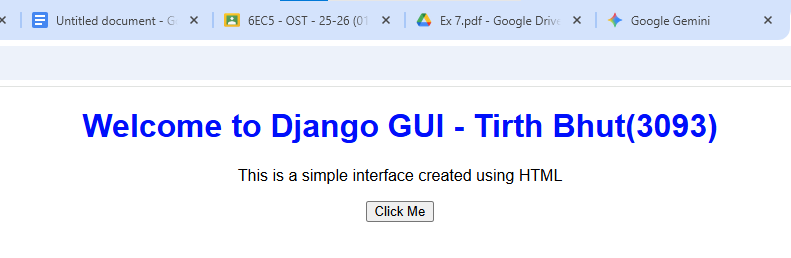 Untitled document - G
6EC5 - OST - 25-26 (01
Ex 7.pdf - Google Drive
Google Gemini
Welcome to Django GUI - Tirth Bhut(3093)
This is a simple interface created using HTML
Click Me